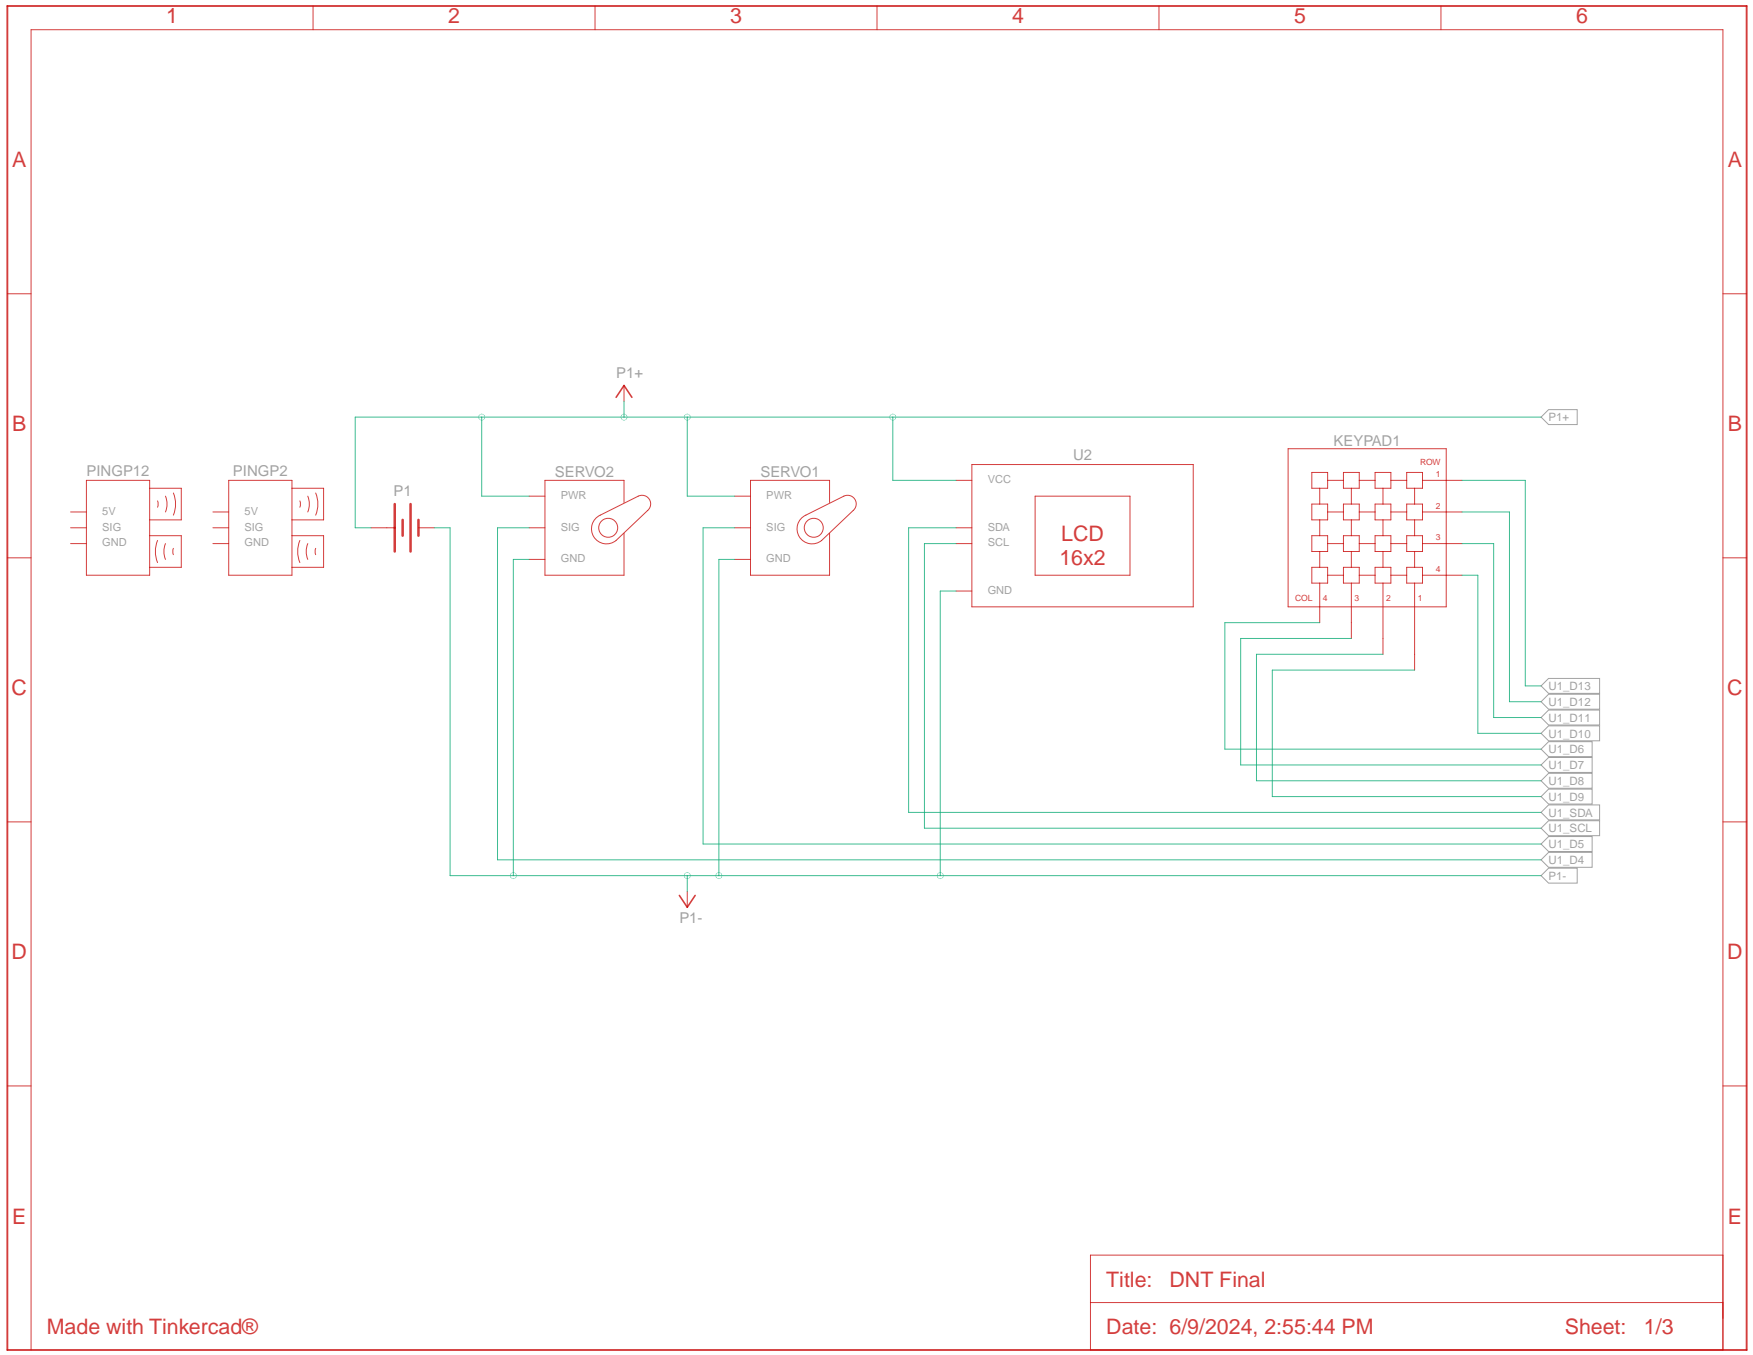 1 2 3 4 5 6
A A
P1+
B P1+ B
KEYPAD1
PINGP12 PINGP2 SERVO2 SERVO1 U2
ROW
P1
PWR PWR VCC 1
5V 5V 2
SIG SIG SIG SIG SDA
GND GND SCL 3
LCD
16x2
GND GND 4
GND
COL 4 3 2 1
C U1_D13 C
U1_D12
U1_D11
U1_D10
U1_D6
U1_D7
U1_D8
U1_D9
U1_SDA
U1_SCL
U1_D5
U1_D4
P1-
P1-
D D
E E
Title: DNT Final
Made with Tinkercad® Date: 6/9/2024, 2:55:44 PM Sheet: 1/3